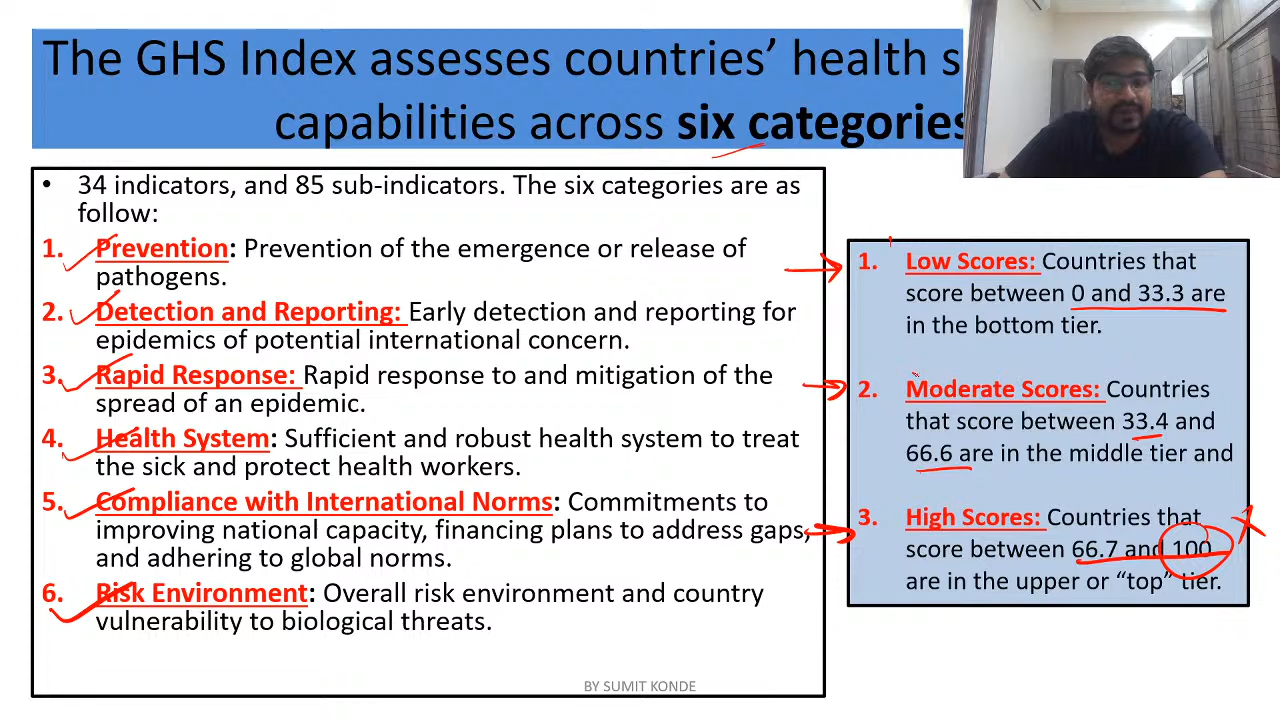 The GHS Index assesses countries’ health s
capabilities across six categories
• 34 indicators, and 85 sub-indicators. The six categories are as
follow:
1. Prevention: Prevention of the emergence or release of
pathogens.
2. Detection and Reporting: Early detection and reporting for
epidemics of potential international concern.
3. Rapid Response: Rapid response to and mitigation of the
spread of an epidemic.
4. Health System: Sufficient and robust health system to treat
the sick and protect health workers.
5. Compliance with International Norms: Commitments to
improving national capacity, financing plans to address gaps,
and adhering to global norms.
6. Risk Environment: Overall risk environment and country
vulnerability to biological threats.
1. Low Scores: Countries that
score between 0 and 33.3 are
in the bottom tier.
2. Moderate Scores: Countries
that score between 33.4 and
66.6 are in the middle tier and
3. High Scores: Countries that
score between 66.7 and 100
are in the upper or “top” tier.
BY SUMIT KONDE